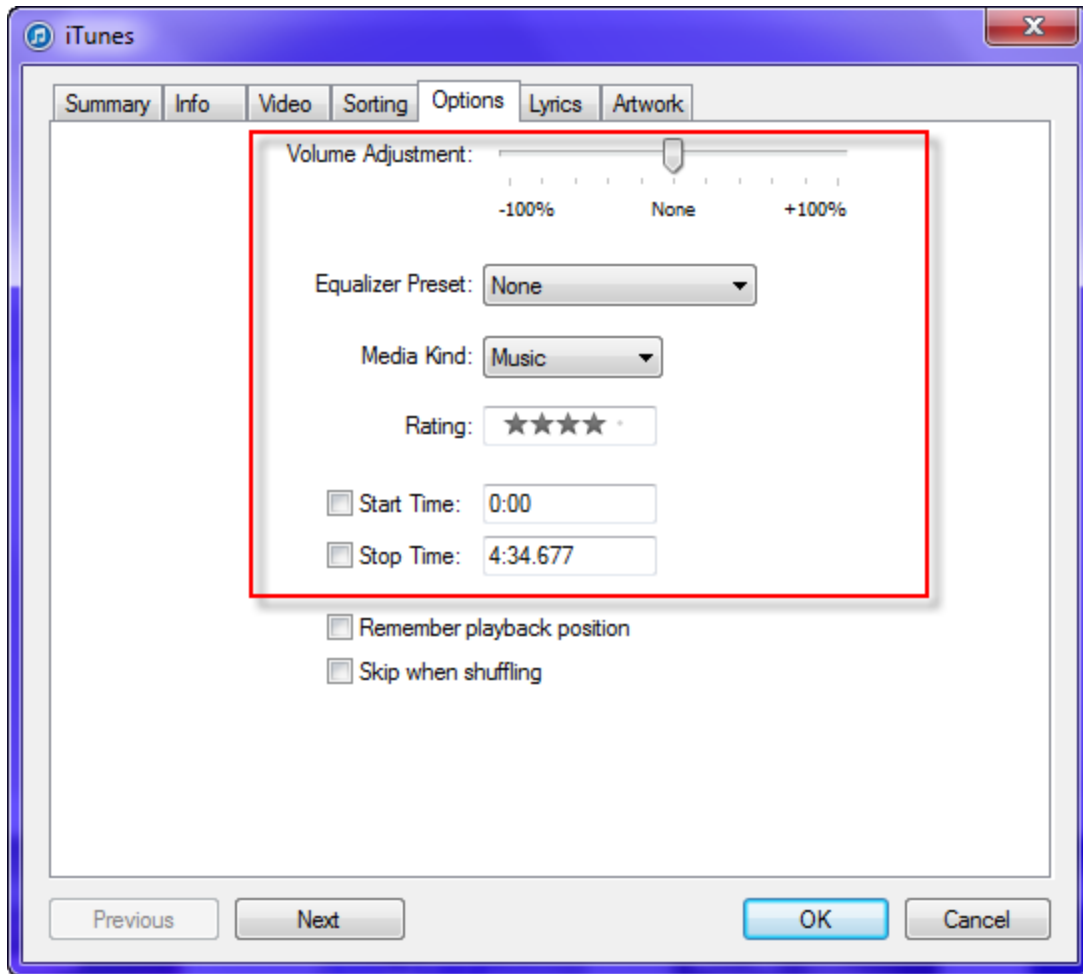 iTunes
Summary Info Video Sorting Options Lyrics Artwork
Volume Adjustment:
-100% None +100%
Equalizer Preset: None
Media Kind: Music
Rating: ★★★★ ·
Start Time: 0:00
Stop Time: 4:34.677
Remember playback position
Skip when shuffling
Previous Next OK Cancel